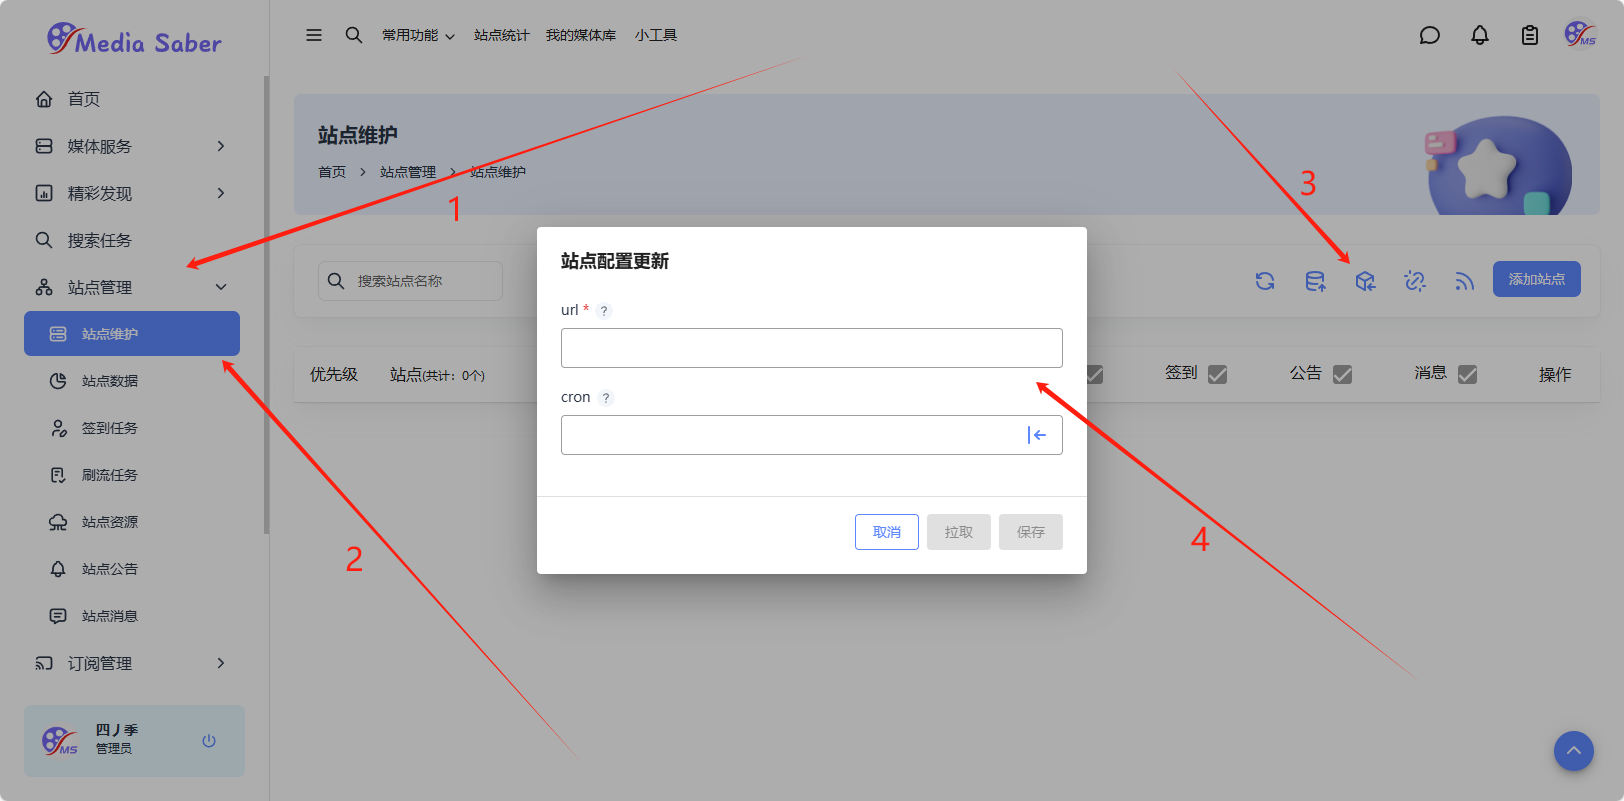 Media Saber
常用功能 站点统计 我的媒体库 小工具
MS
首页
媒体服务
精彩发现
搜索任务
站点管理
站点维护
站点数据
签到任务
刷流任务
站点资源
站点公告
站点消息
订阅管理
MS
四丿季
管理员
站点维护
首页 > 站点管理 > 站点维护
1
2
3
4
搜索站点名称
添加站点
优先级 站点(共计：0个) 签到 公告 消息 操作
站点配置更新
url * ?
cron ?
取消 拉取 保存